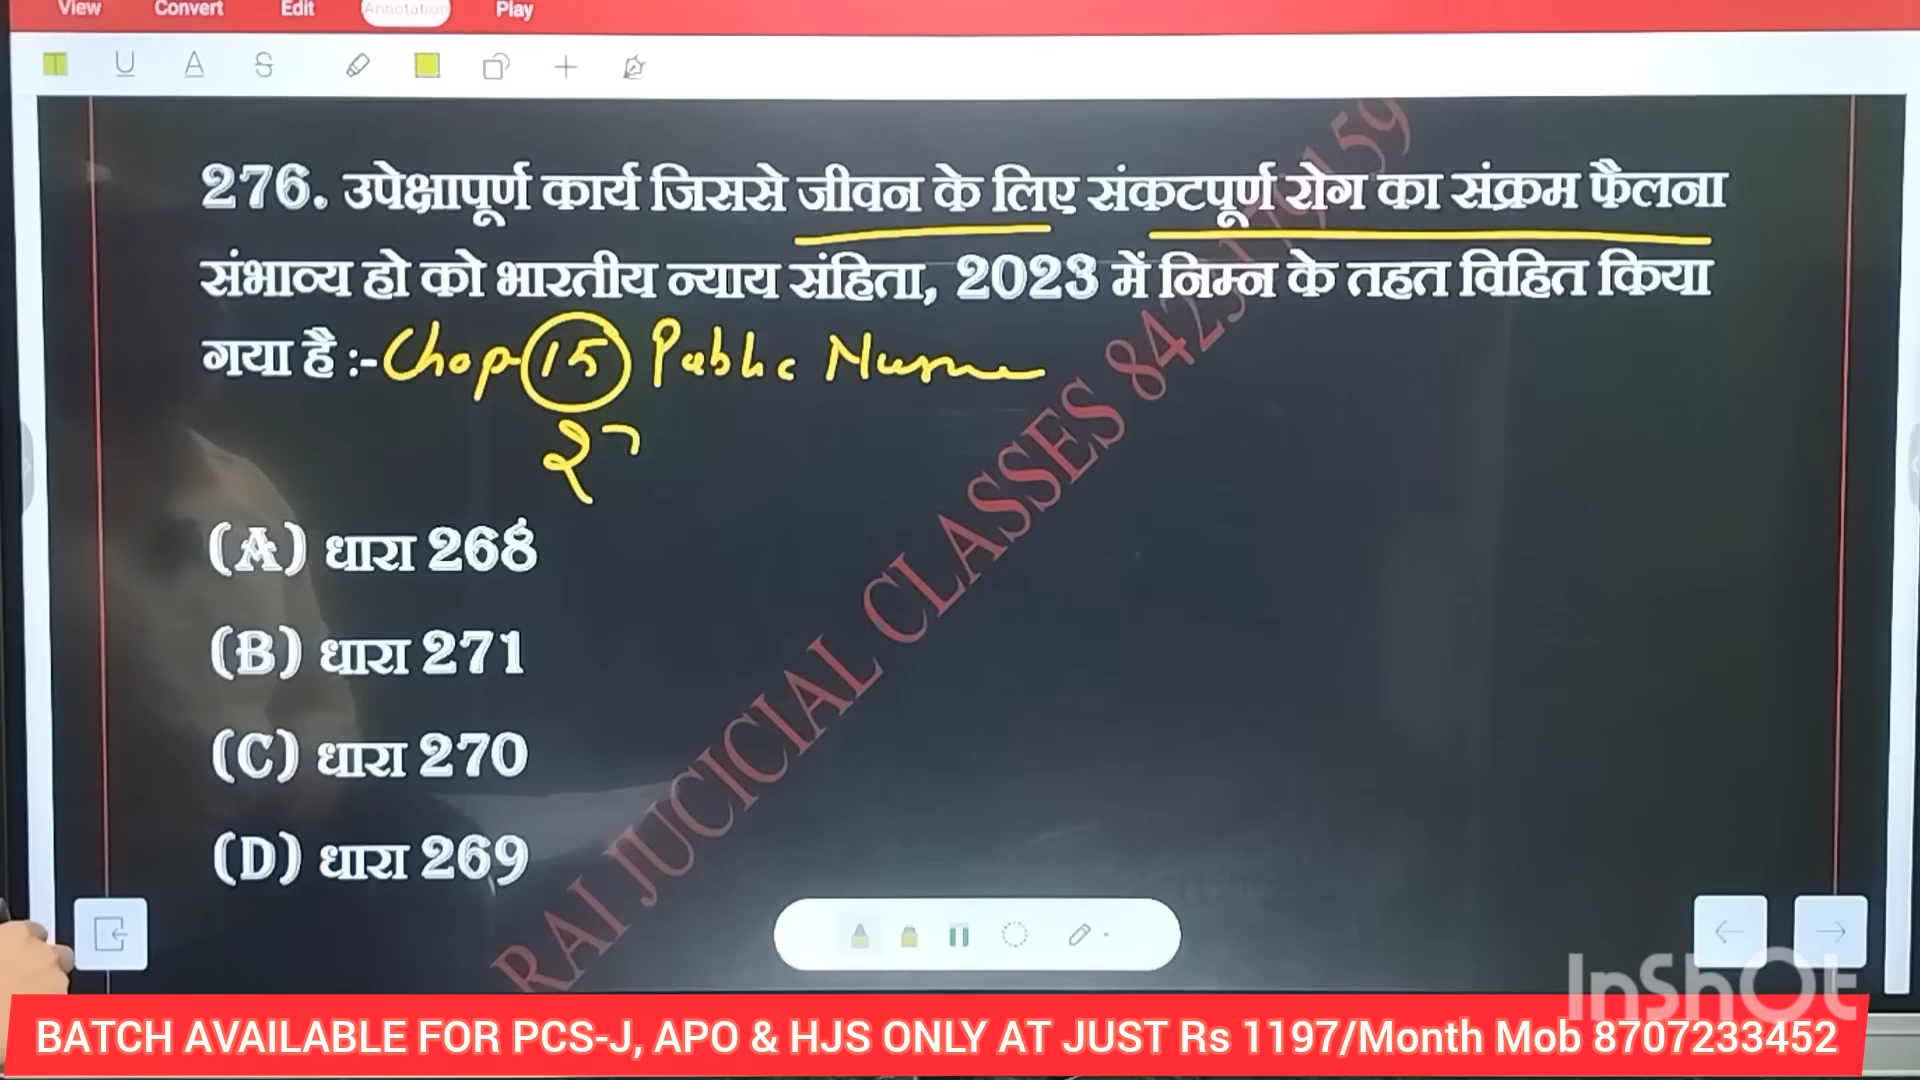 View Convert Edit Annotation Play
276. उपेक्षापूर्ण कार्य जिससे जीवन के लिए संकटपूर्ण रोग का संक्रम फैलना
संभाव्य हो को भारतीय न्याय संहिता, 2023 में निम्न के तहत विहित किया
गया है :- Chap 15 Public
(A) धारा 268
(B) धारा 271
(C) धारा 270
(D) धारा 269
RAI JUCICIAL CLASSES 8423179159
InShOt
BATCH AVAILABLE FOR PCS-J, APO & HJS ONLY AT JUST Rs 1197/Month Mob 8707233452